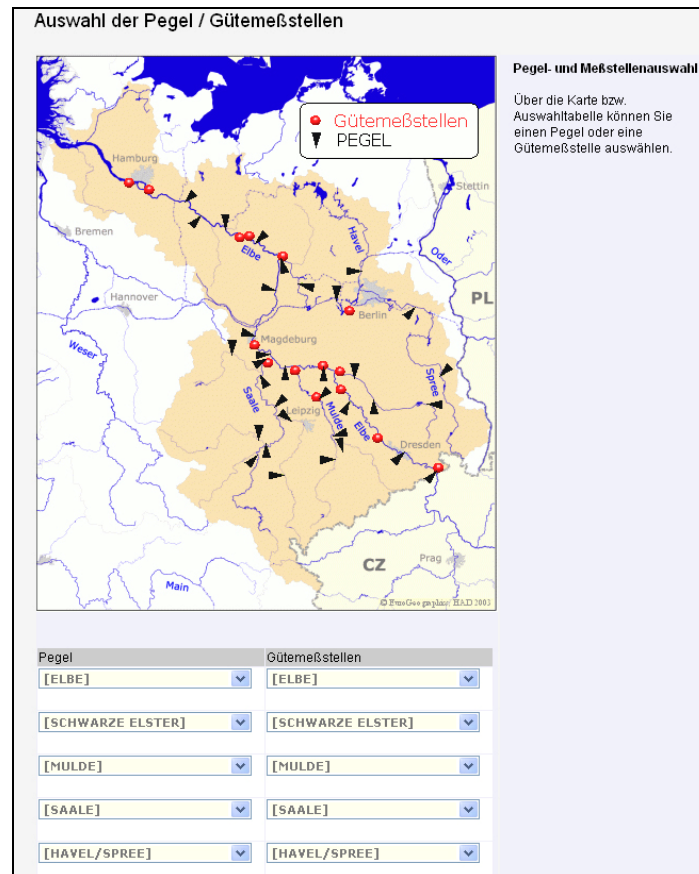 Auswahl der Pegel / Gütemeßstellen
Pegel- und Meßstellenauswahl
Über die Karte bzw.
Auswahltabelle können Sie
einen Pegel oder eine
Gütemeßstelle auswählen.
Gütemeßstellen
PEGEL
Hamburg
Stettin
Bremen
Havel
Elbe
Oder
Hannover
PL
Berlin
Weser
Magdeburg
Spree
Saale
Leipzig
Mulde
Elbe
Dresden
CZ
Prag
Main
© EuroGeographics; HAD 2001
Pegel Gütemeßstellen
[ELBE] [ELBE]
[SCHWARZE ELSTER] [SCHWARZE ELSTER]
[MULDE] [MULDE]
[SAALE] [SAALE]
[HAVEL/SPREE] [HAVEL/SPREE]